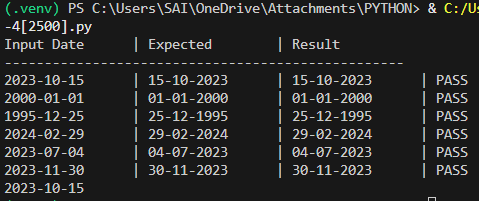 (.venv) PS C:\Users\SAI\OneDrive\Attachments\PYTHON> & C:/Us
-4[2500].py
Input Date | Expected | Result
--------------------------------------------------
2023-10-15 | 15-10-2023 | 15-10-2023 | PASS
2000-01-01 | 01-01-2000 | 01-01-2000 | PASS
1995-12-25 | 25-12-1995 | 25-12-1995 | PASS
2024-02-29 | 29-02-2024 | 29-02-2024 | PASS
2023-07-04 | 04-07-2023 | 04-07-2023 | PASS
2023-11-30 | 30-11-2023 | 30-11-2023 | PASS
2023-10-15